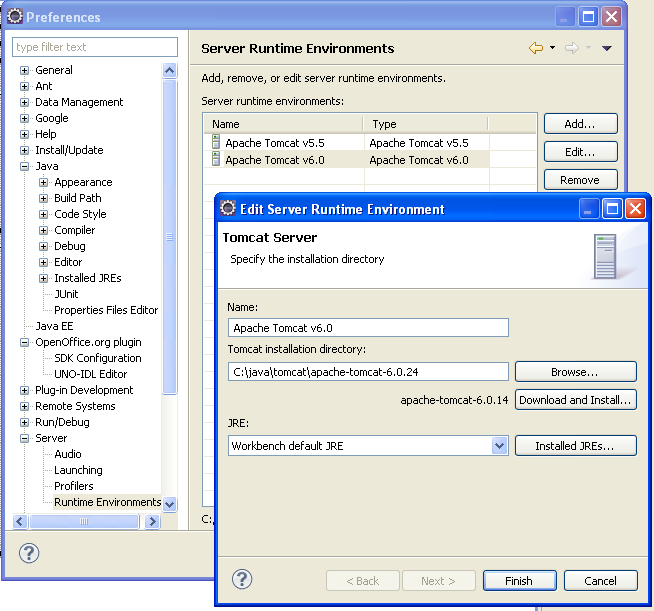 Preferences
type filter text
General
Ant
Data Management
Google
Help
Install/Update
Java
Appearance
Build Path
Code Style
Compiler
Debug
Editor
Installed JREs
JUnit
Properties Files Editor
Java EE
OpenOffice.org plugin
SDK Configuration
UNO-IDL Editor
Plug-in Development
Remote Systems
Run/Debug
Server
Audio
Launching
Profilers
Runtime Environments
Server Runtime Environments
Add, remove, or edit server runtime environments.
Server runtime environments:
Name Type
Apache Tomcat v5.5 Apache Tomcat v5.5
Apache Tomcat v6.0 Apache Tomcat v6.0
Add...
Edit...
Remove
Edit Server Runtime Environment
Tomcat Server
Specify the installation directory
Name:
Apache Tomcat v6.0
Tomcat installation directory:
C:\java\tomcat\apache-tomcat-6.0.24 Browse...
apache-tomcat-6.0.14 Download and Install...
JRE:
Workbench default JRE Installed JREs...
< Back Next > Finish Cancel